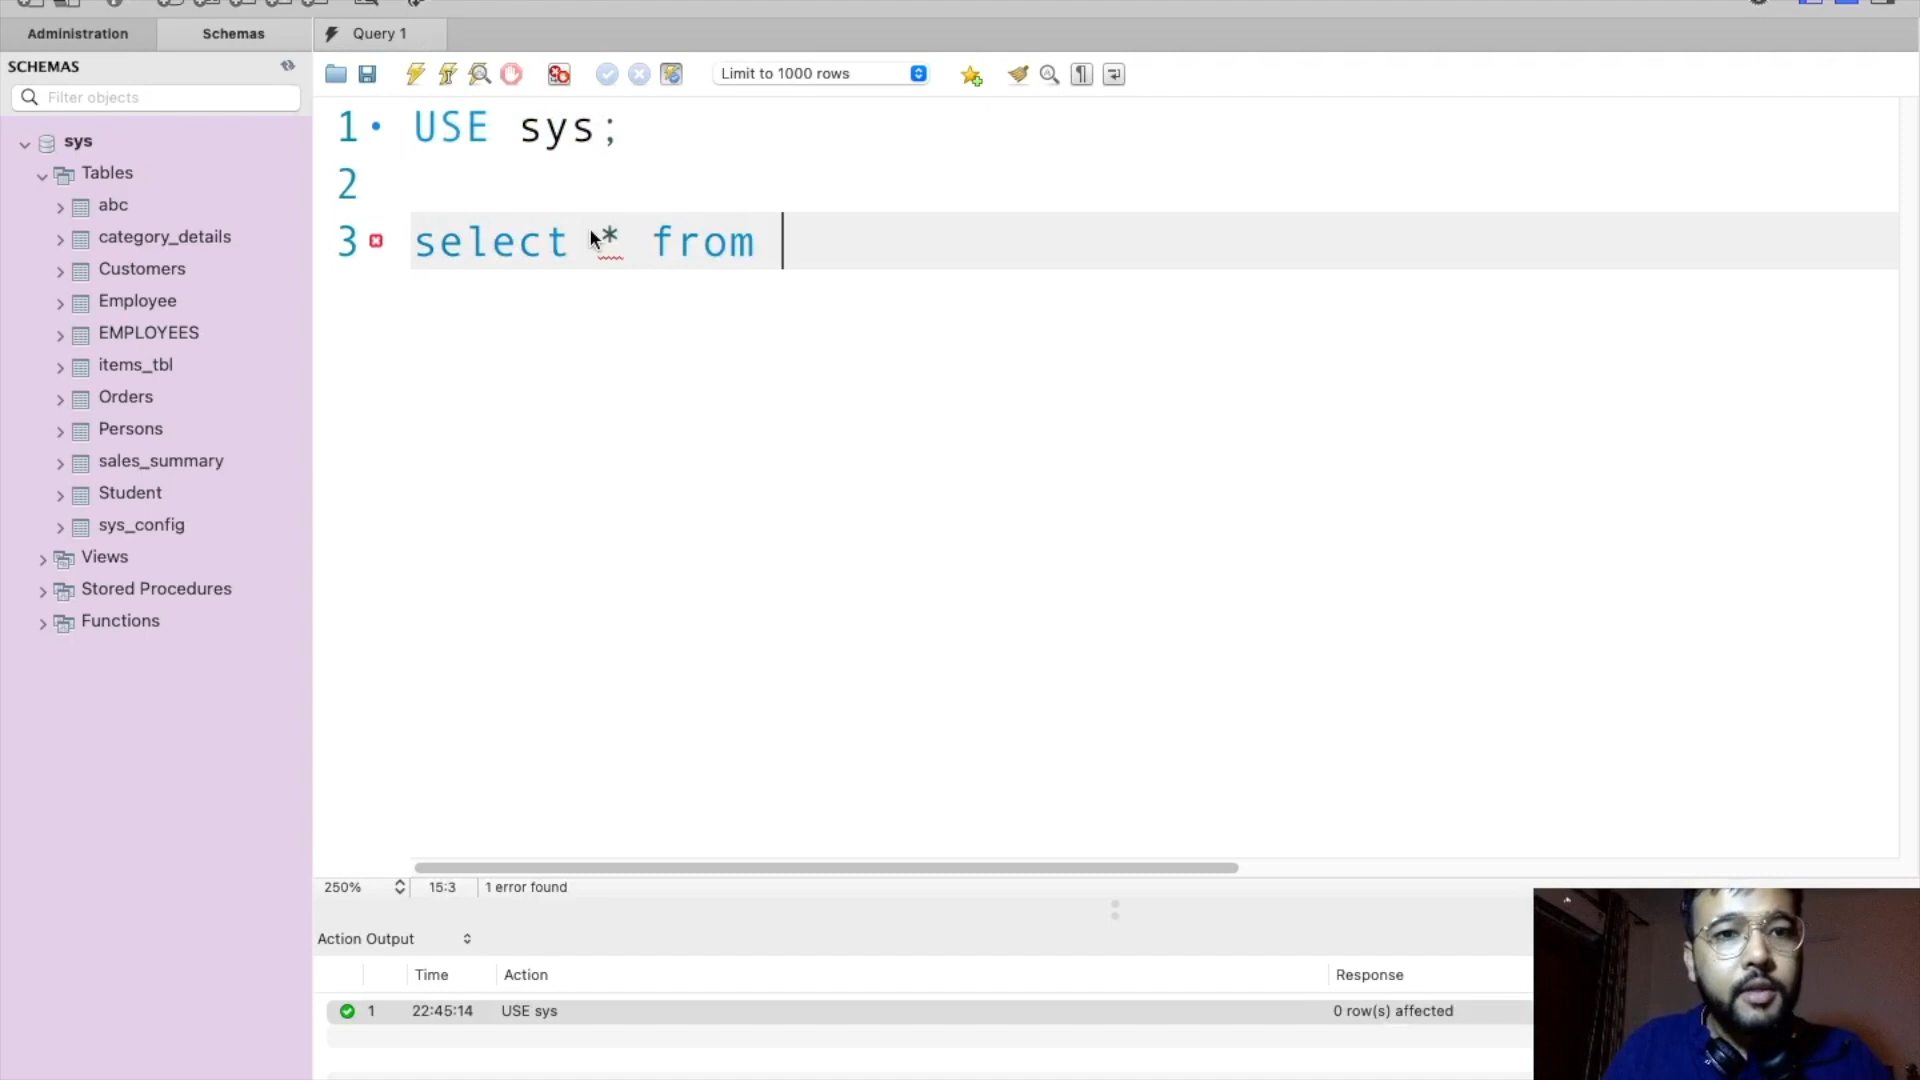 Administration
Schemas
Query 1
SCHEMAS
Filter objects
Limit to 1000 rows
sys
Tables
abc
category_details
Customers
Employee
EMPLOYEES
items_tbl
Orders
Persons
sales_summary
Student
sys_config
Views
Stored Procedures
Functions
1 USE sys;
2
3 select * from
250%
15:3
1 error found
Action Output
Time
Action
Response
1
22:45:14
USE sys
0 row(s) affected